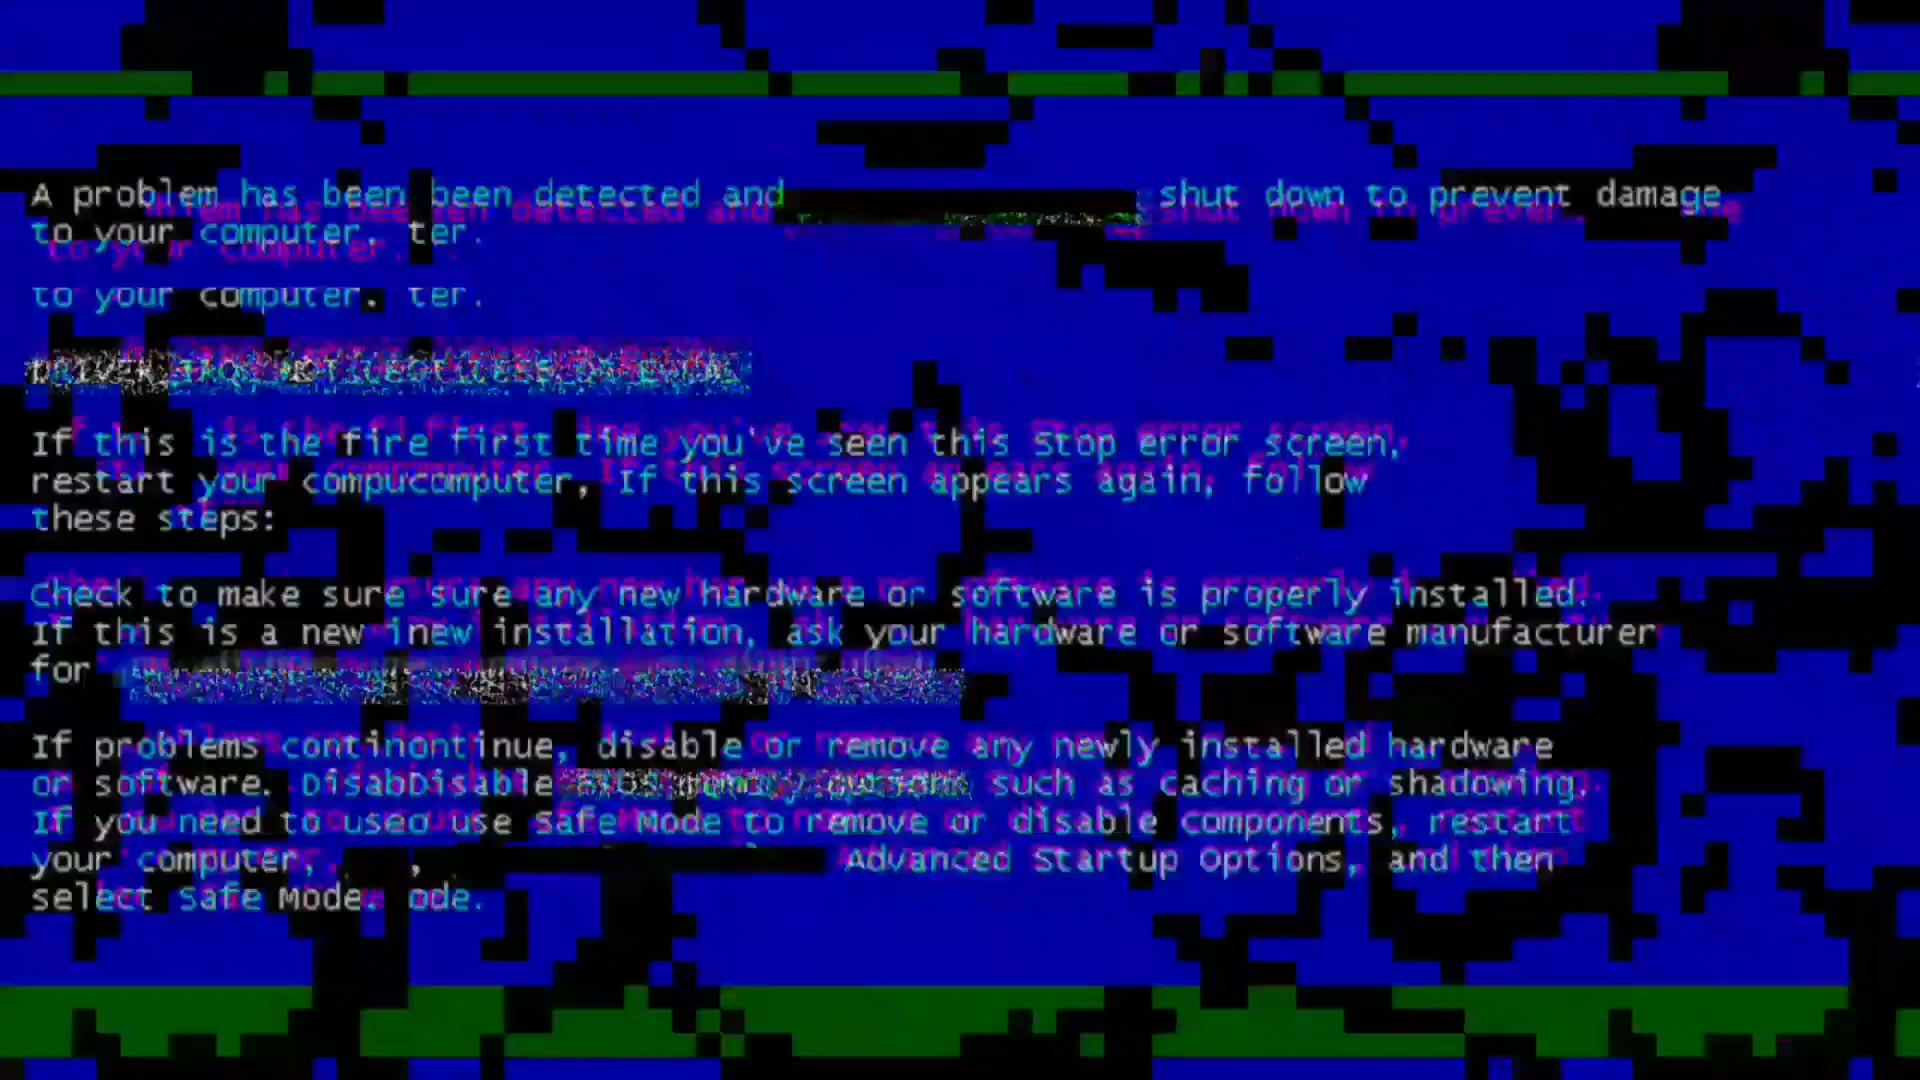 A problem has been been detected and shut down to prevent damage
to your computer. ter.
to your computer. ter.
If this is the fire first time you've seen this Stop error screen,
restart your compucomputer, If this screen appears again, follow
these steps:
Check to make sure sure any new hardware or software is properly installed.
If this is a new inew installation, ask your hardware or software manufacturer
for
If problems continontinue, disable or remove any newly installed hardware
or software. DisabDisable such as caching or shadowing.
If you need to useo use Safe Mode to remove or disable components, restart
your computer, , Advanced Startup Options, and then
select Safe Mode. ode.